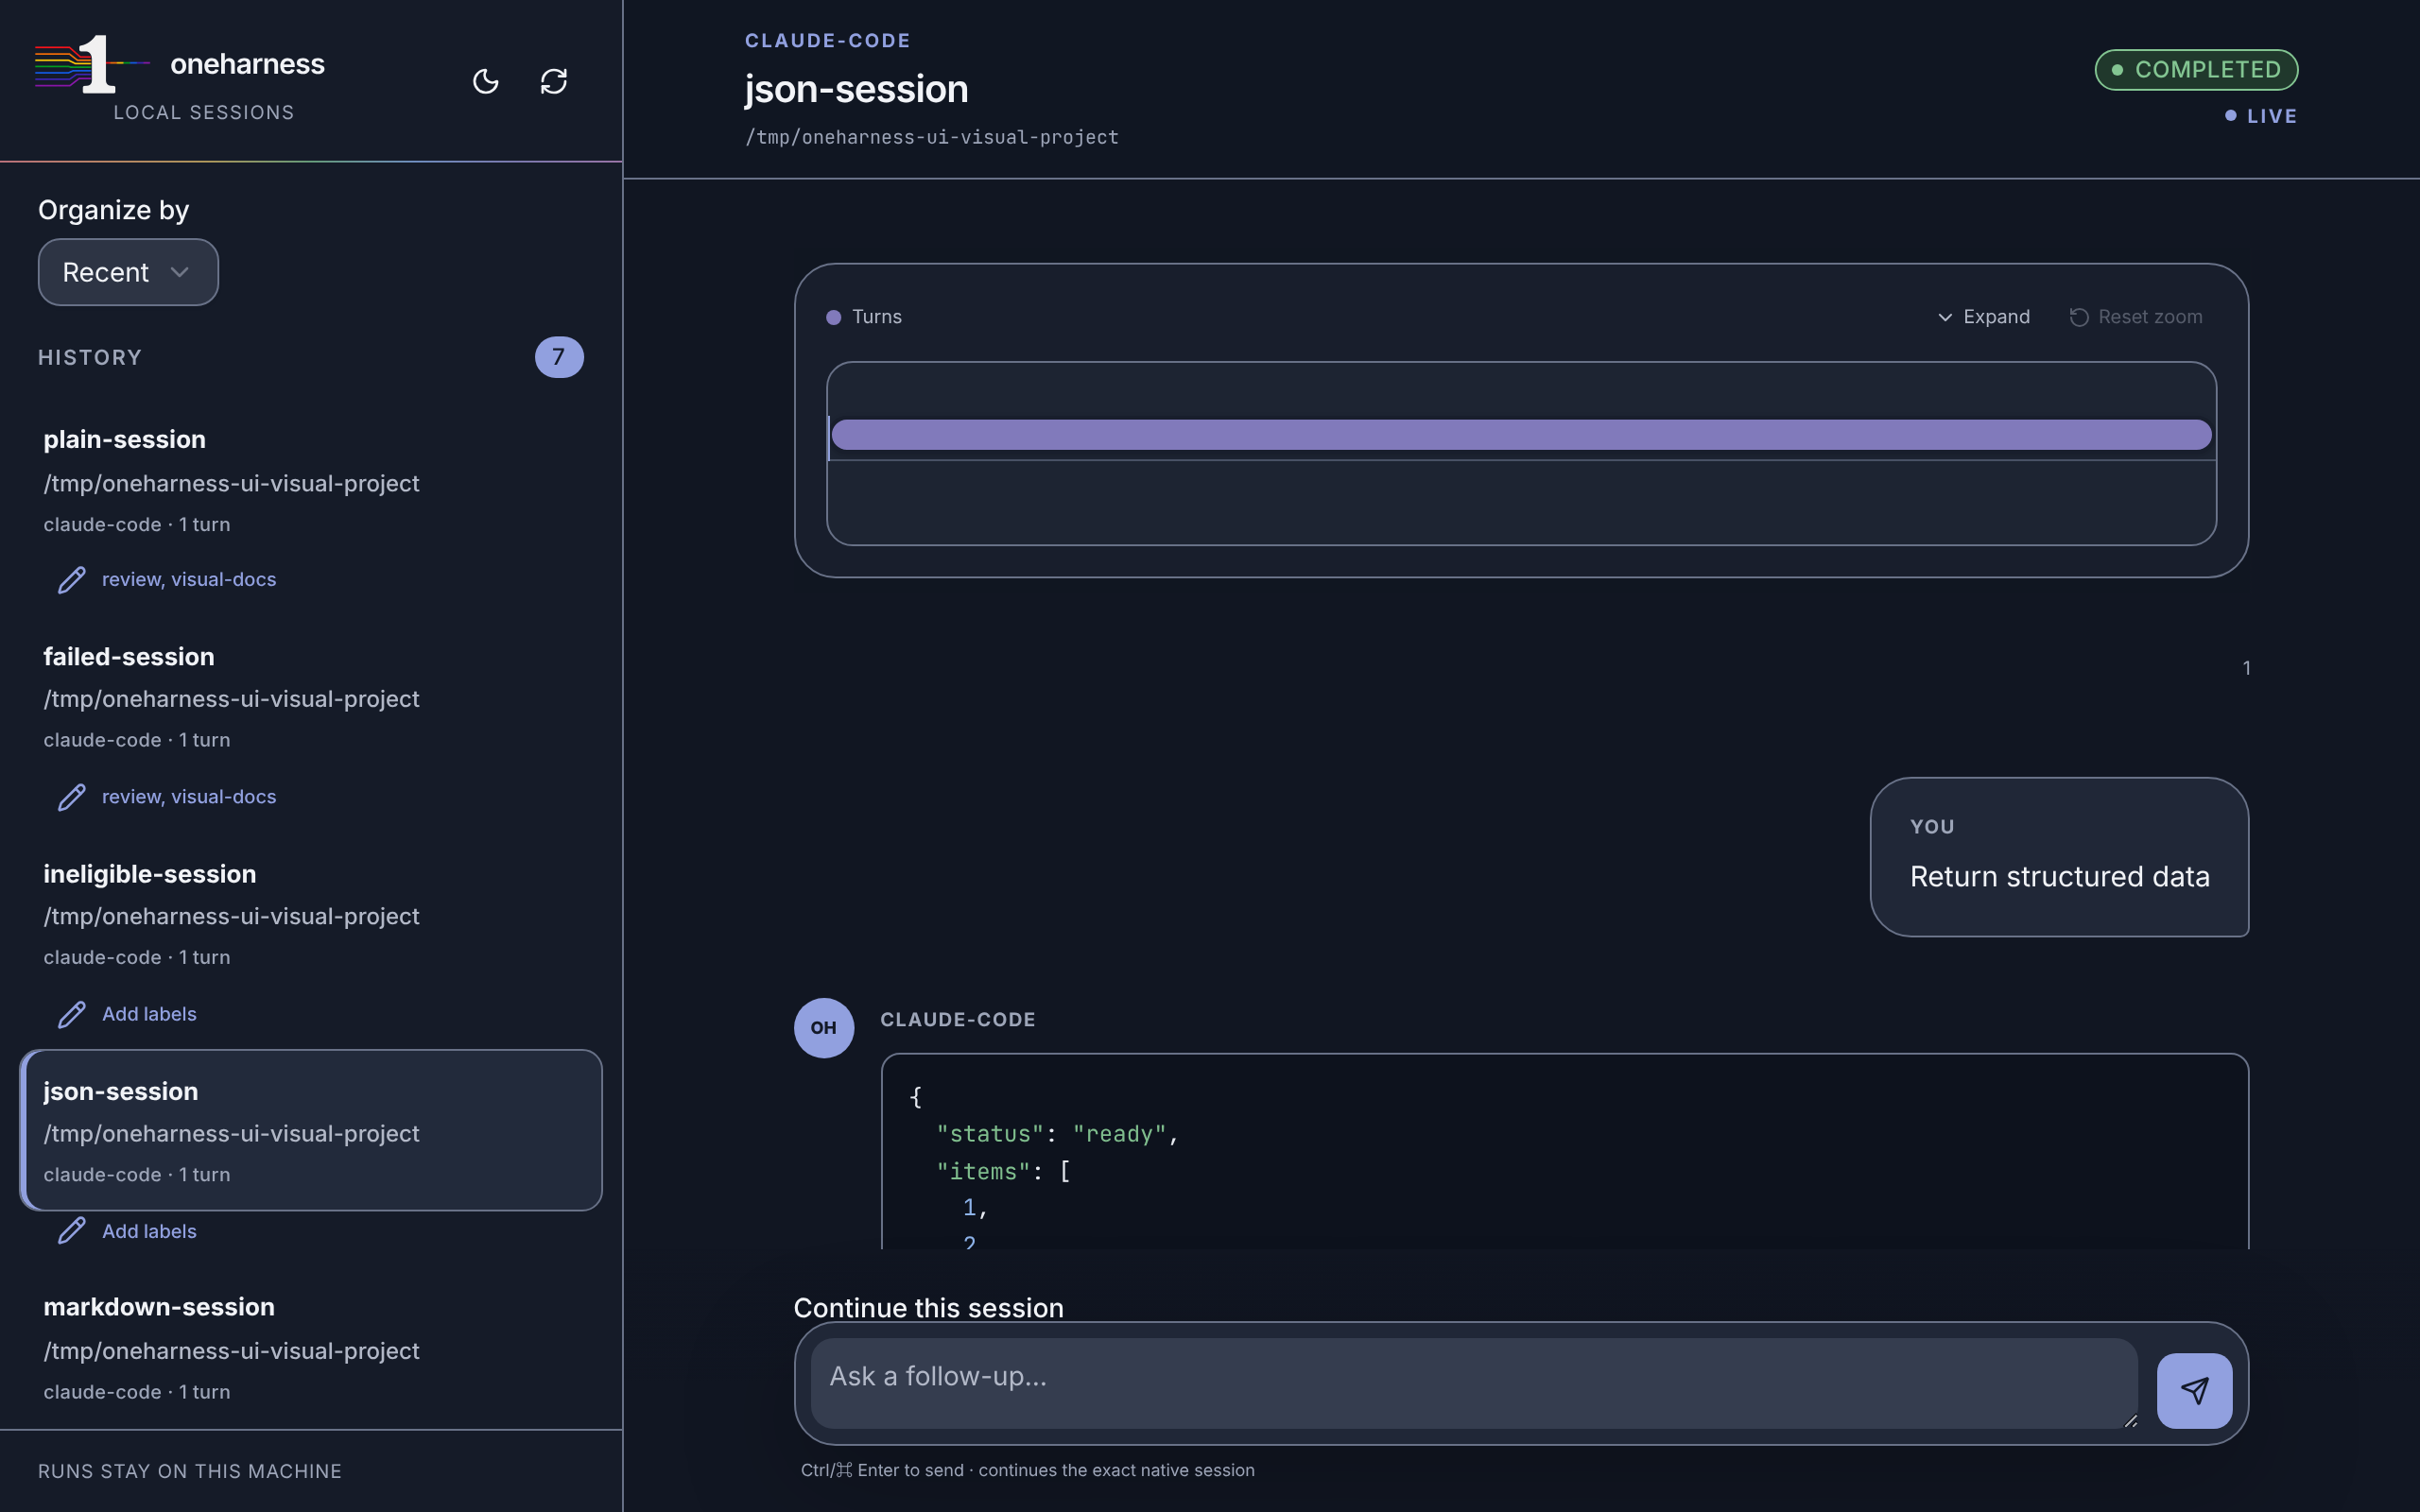 1 oneharness
LOCAL SESSIONS
Organize by
Recent
HISTORY 7
plain-session
/tmp/oneharness-ui-visual-project
claude-code · 1 turn
review, visual-docs
failed-session
/tmp/oneharness-ui-visual-project
claude-code · 1 turn
review, visual-docs
ineligible-session
/tmp/oneharness-ui-visual-project
claude-code · 1 turn
Add labels
json-session
/tmp/oneharness-ui-visual-project
claude-code · 1 turn
Add labels
markdown-session
/tmp/oneharness-ui-visual-project
claude-code · 1 turn
RUNS STAY ON THIS MACHINE
CLAUDE-CODE
json-session
/tmp/oneharness-ui-visual-project
COMPLETED
LIVE
Turns Expand Reset zoom
1
YOU
Return structured data
OH CLAUDE-CODE
{
  "status": "ready",
  "items": [
    1,
    2
Continue this session
Ask a follow-up...
Ctrl/⌘ Enter to send · continues the exact native session